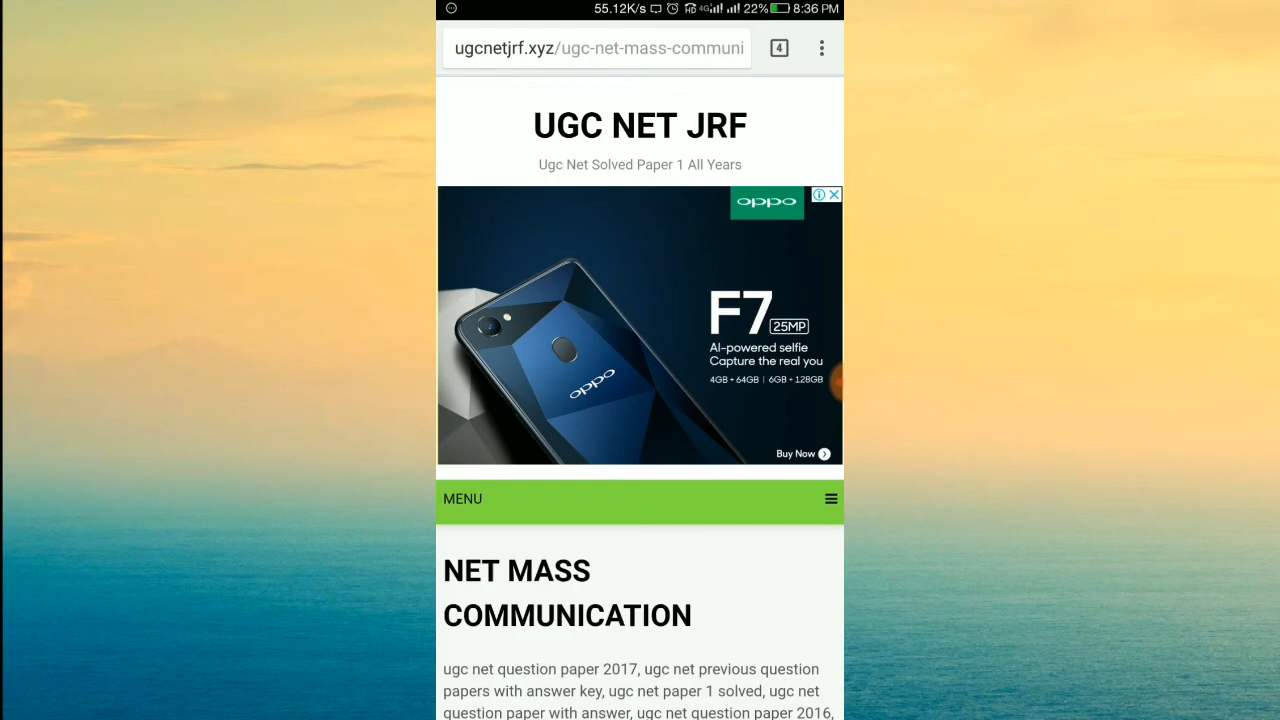 55.12K/s HD 4G 22% 8:36 PM
ugcnetjrf.xyz/ugc-net-mass-communi
4
UGC NET JRF
Ugc Net Solved Paper 1 All Years
oppo
F7
25MP
AI-powered selfie
Capture the real you
4GB + 64GB | 6GB + 128GB
oppo
Buy Now
MENU
NET MASS
COMMUNICATION
ugc net question paper 2017, ugc net previous question
papers with answer key, ugc net paper 1 solved, ugc net
question paper with answer, ugc net question paper 2016,